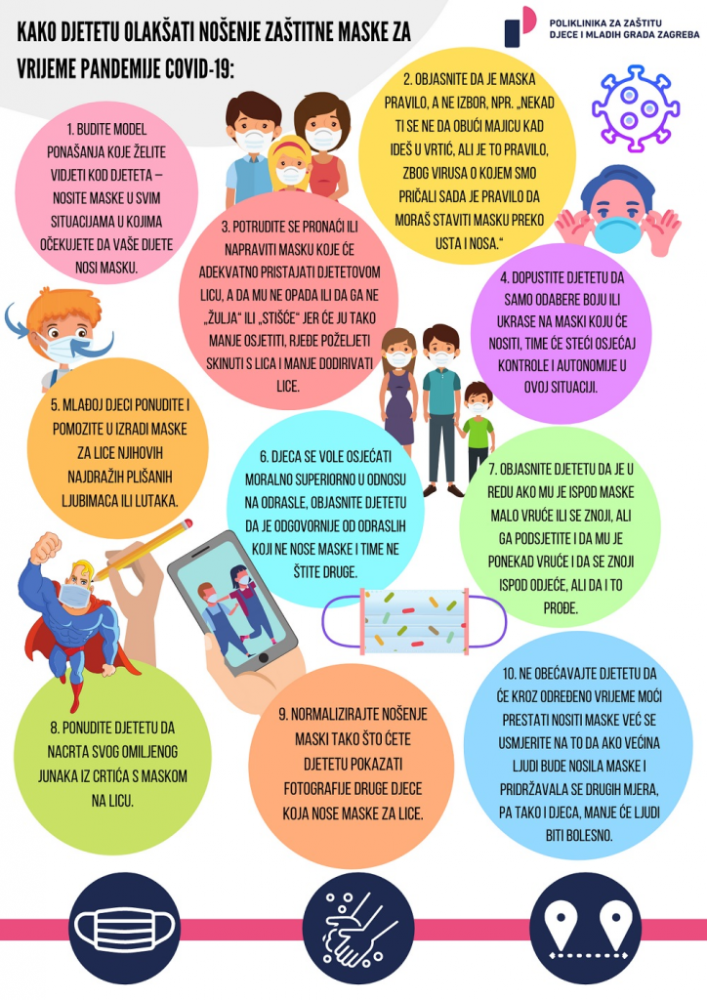 KAKO DJETETU OLAKŠATI NOŠENJE ZAŠTITNE MASKE ZA
VRIJEME PANDEMIJE COVID-19:
POLIKLINIKA ZA ZAŠTITU
DJECE I MLADIH GRADA ZAGREBA
1. BUDITE MODEL
PONAŠANJA KOJE ŽELITE
VIDJETI KOD DJETETA –
NOSITE MASKE U SVIM
SITUACIJAMA U KOJIMA
OČEKUJETE DA VAŠE DIJETE
NOSI MASKU.
2. OBJASNITE DA JE MASKA
PRAVILO, A NE IZBOR, NPR. „NEKAD
TI SE NE DA OBUĆI MAJICU KAD
IDEŠ U VRTIĆ, ALI JE TO PRAVILO,
ZBOG VIRUSA O KOJEM SMO
PRIČALI SADA JE PRAVILO DA
MORAŠ STAVITI MASKU PREKO
USTA I NOSA.“
3. POTRUDITE SE PRONAĆI ILI
NAPRAVITI MASKU KOJE ĆE
ADEKVATNO PRISTAJATI DJETETOVOM
LICU, A DA MU NE OPADA ILI DA GA NE
„ŽULJA“ ILI „STIŠĆE“ JER ĆE JU TAKO
MANJE OSJETITI, RJEĐE POŽELJETI
SKINUTI S LICA I MANJE DODIRIVATI
LICE.
4. DOPUSTITE DJETETU DA
SAMO ODABERE BOJU ILI
UKRASE NA MASKI KOJU ĆE
NOSITI, TIME ĆE STEĆI OSJEĆAJ
KONTROLE I AUTONOMIJE U
OVOJ SITUACIJI.
5. MLAĐOJ DJECI PONUDITE I
POMOZITE U IZRADI MASKE
ZA LICE NJIHOVIH
NAJDRAŽIH PLIŠANIH
LJUBIMACA ILI LUTAKA.
6. DJECA SE VOLE OSJEĆATI
MORALNO SUPERIORNO U ODNOSU
NA ODRASLE, OBJASNITE DJETETU
DA JE ODGOVORNIJE OD ODRASLIH
KOJI NE NOSE MASKE I TIME NE
ŠTITE DRUGE.
7. OBJASNITE DJETETU DA JE U
REDU AKO MU JE ISPOD MASKE
MALO VRUĆE ILI SE ZNOJI, ALI
GA PODSJETITE I DA MU JE
PONEKAD VRUĆE I DA SE ZNOJI
ISPOD ODJEĆE, ALI DA I TO
PROĐE.
8. PONUDITE DJETETU DA
NACRTA SVOG OMILJENOG
JUNAKA IZ CRTIĆA S MASKOM
NA LICU.
9. NORMALIZIRAJTE NOŠENJE
MASKI TAKO ŠTO ĆETE
DJETETU POKAZATI
FOTOGRAFIJE DRUGE DJECE
KOJA NOSE MASKE ZA LICE.
10. NE OBEĆAVAJTE DJETETU DA
ĆE KROZ ODREĐENO VRIJEME MOĆI
PRESTATI NOSITI MASKE VEĆ SE
USMJERITE NA TO DA AKO VEĆINA
LJUDI BUDE NOSILA MASKE I
PRIDRŽAVALA SE DRUGIH MJERA,
PA TAKO I DJECA, MANJE ĆE LJUDI
BITI BOLESNO.